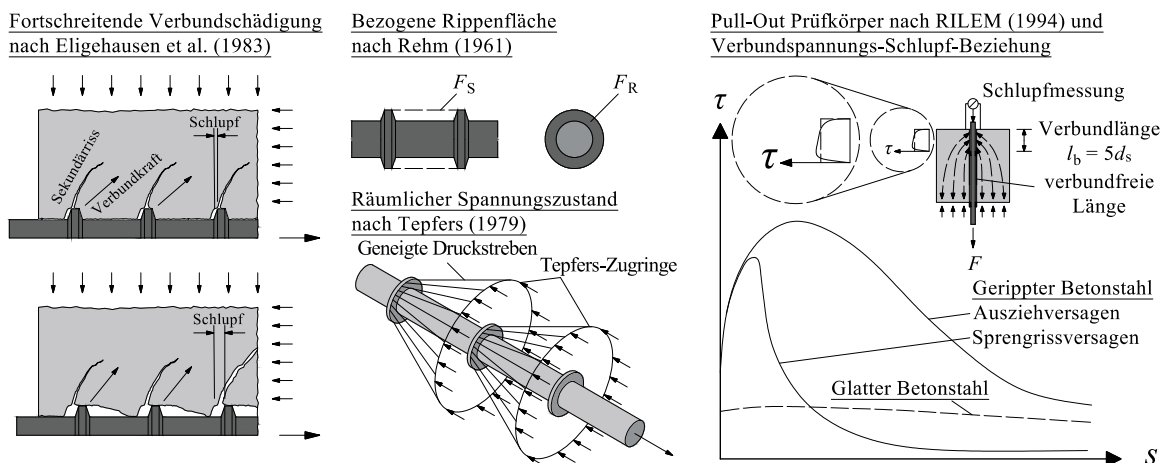 Fortschreitende Verbundschädigung
nach Eligehausen et al. (1983)
Schlupf
Sekundärriss
Verbundkraft
Schlupf
Bezogene Rippenfläche
nach Rehm (1961)
F_S
F_R
Räumlicher Spannungszustand
nach Tepfers (1979)
Geneigte Druckstreben
Tepfers-Zugringe
Pull-Out Prüfkörper nach RILEM (1994) und
Verbundspannungs-Schlupf-Beziehung
τ
τ
τ
Schlupfmessung
Verbundlänge
l_b = 5d_s
verbundfreie
Länge
F
Gerippter Betonstahl
Ausziehversagen
Sprengrissversagen
Glatter Betonstahl
s